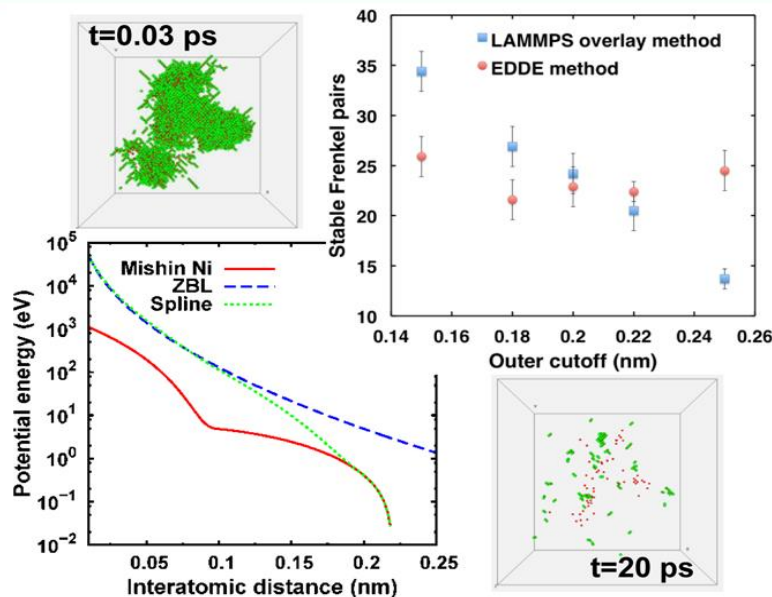 t=0.03 ps
LAMMPS overlay method
EDDE method
Stable Frenkel pairs
40
35
30
25
20
15
10
0.14 0.16 0.18 0.2 0.22 0.24 0.26
Outer cutoff (nm)
Mishin Ni
ZBL
Spline
Potential energy (eV)
10^5
10^4
10^3
10^2
10^1
10^0
10^-1
10^-2
0.05 0.1 0.15 0.2 0.25
Interatomic distance (nm)
t=20 ps